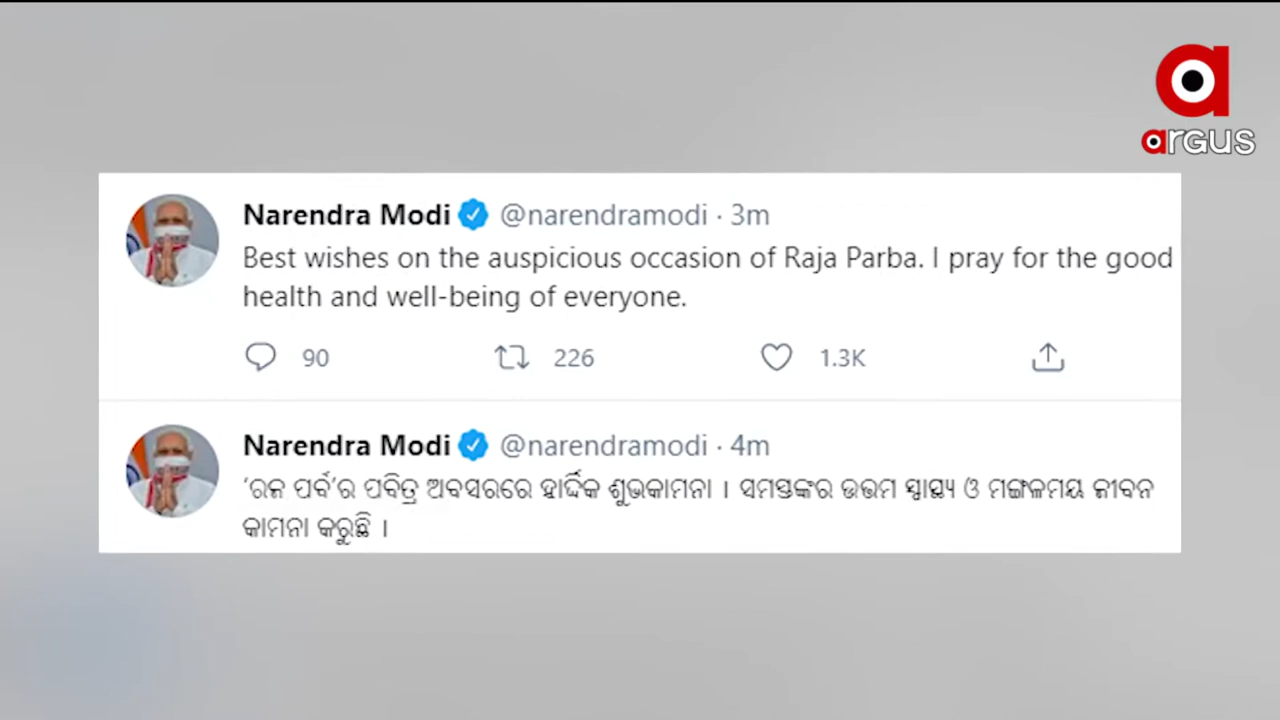 a
argus
Narendra Modi @narendramodi · 3m
Best wishes on the auspicious occasion of Raja Parba. I pray for the good
health and well-being of everyone.
90 226 1.3K
Narendra Modi @narendramodi · 4m
‘ରଜ ପର୍ବ’ର ପବିତ୍ର ଅବସରରେ ହାର୍ଦ୍ଦିକ ଶୁଭକାମନା । ସମସ୍ତଙ୍କର ଉତ୍ତମ ସ୍ୱାସ୍ଥ୍ୟ ଓ ମଙ୍ଗଳମୟ ଜୀବନ
କାମନା କରୁଛି ।